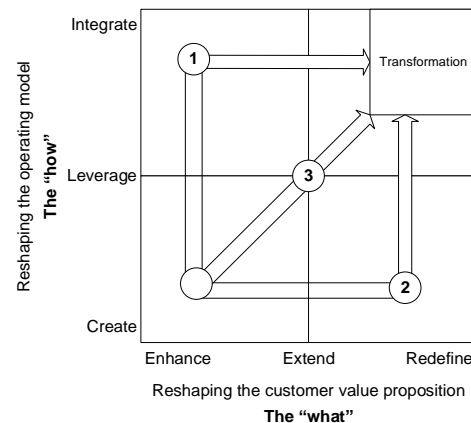 Integrate
1
Transformation
Reshaping the operating model
The “how”
Leverage
3
2
Create
Enhance Extend Redefine
Reshaping the customer value proposition
The “what”